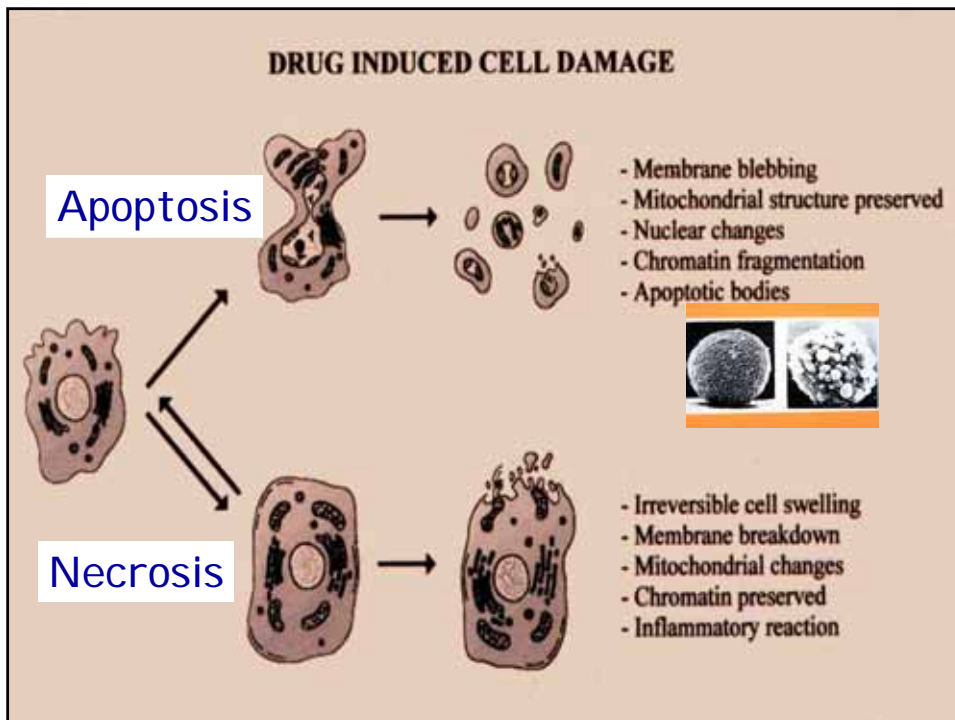 DRUG INDUCED CELL DAMAGE
Apoptosis
- Membrane blebbing
- Mitochondrial structure preserved
- Nuclear changes
- Chromatin fragmentation
- Apoptotic bodies
Necrosis
- Irreversible cell swelling
- Membrane breakdown
- Mitochondrial changes
- Chromatin preserved
- Inflammatory reaction